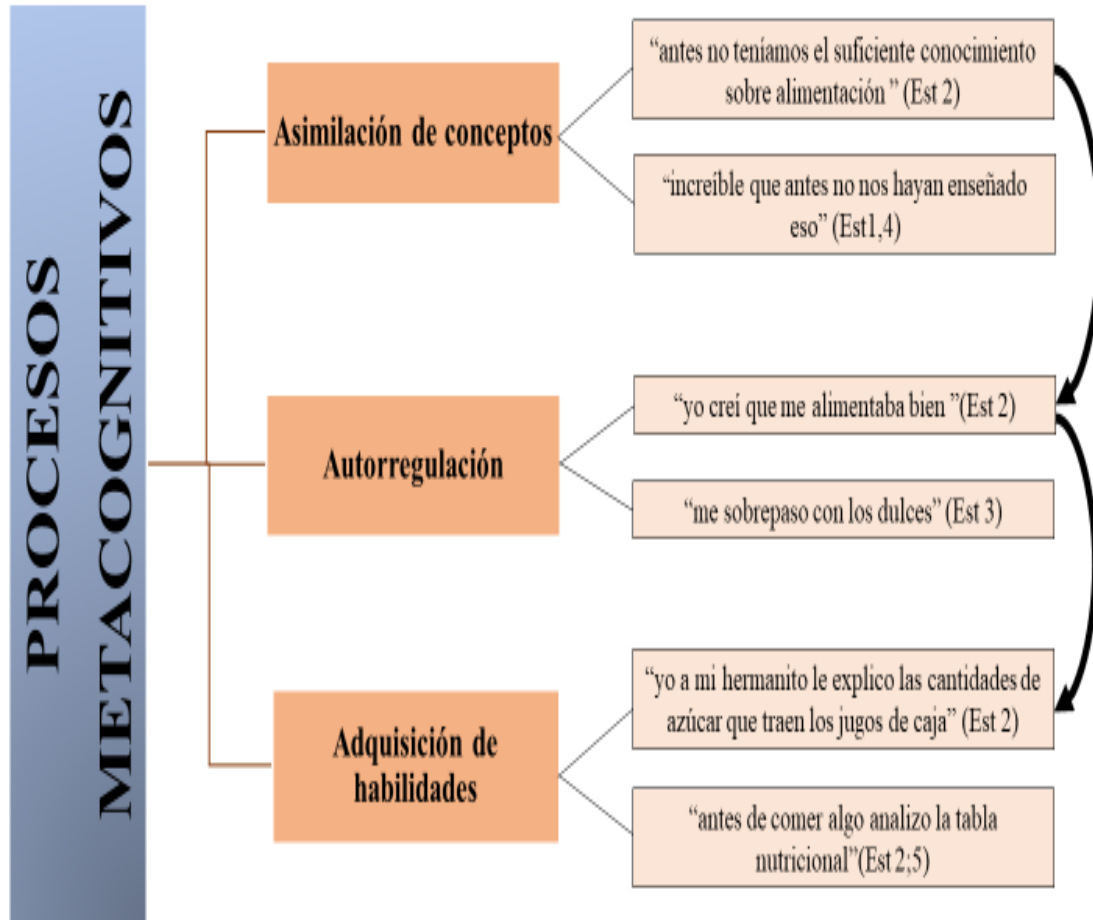 PROCESOS
METACOGNITIVOS
Asimilación de conceptos
“antes no teníamos el suficiente conocimiento
sobre alimentación ” (Est 2)
“increíble que antes no nos hayan enseñado
eso” (Est1,4)
Autorregulación
“yo creí que me alimentaba bien ”(Est 2)
“me sobrepaso con los dulces” (Est 3)
Adquisición de
habilidades
“yo a mi hermanito le explico las cantidades de
azúcar que traen los jugos de caja” (Est 2)
“antes de comer algo analizo la tabla
nutricional”(Est 2;5)